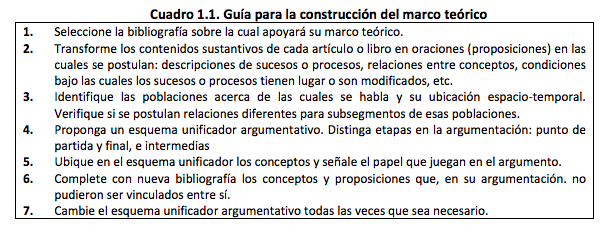 Cuadro 1.1. Guía para la construcción del marco teórico
1. Seleccione la bibliografía sobre la cual apoyará su marco teórico.
2. Transforme los contenidos sustantivos de cada artículo o libro en oraciones (proposiciones) en las
cuales se postulan: descripciones de sucesos o procesos, relaciones entre conceptos, condiciones
bajo las cuales los sucesos o procesos tienen lugar o son modificados, etc.
3. Identifique las poblaciones acerca de las cuales se habla y su ubicación espacio-temporal.
Verifique si se postulan relaciones diferentes para subsegmentos de esas poblaciones.
4. Proponga un esquema unificador argumentativo. Distinga etapas en la argumentación: punto de
partida y final, e intermedias
5. Ubique en el esquema unificador los conceptos y señale el papel que juegan en el argumento.
6. Complete con nueva bibliografía los conceptos y proposiciones que, en su argumentación. no
pudieron ser vinculados entre sí.
7. Cambie el esquema unificador argumentativo todas las veces que sea necesario.